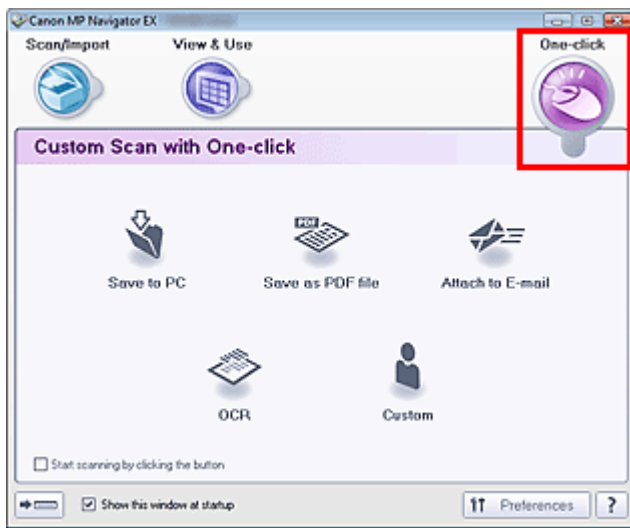 Canon MP Navigator EX
Scan/Import View & Use One-click
Custom Scan with One-click
PDF
Save to PC Save as PDF file Attach to E-mail
OCR Custom
Start scanning by clicking the button
Show this window at startup Preferences ?